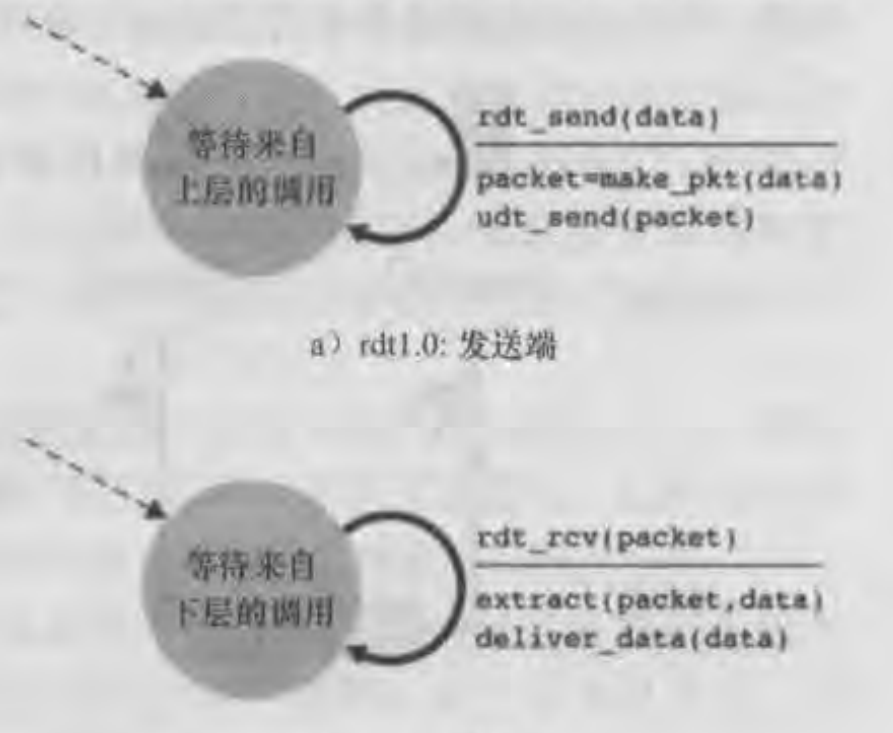 等待来自
上层的调用
rdt_send(data)
packet=make_pkt(data)
udt_send(packet)
a）rdt1.0: 发送端
等待来自
下层的调用
rdt_rcv(packet)
extract(packet,data)
deliver_data(data)